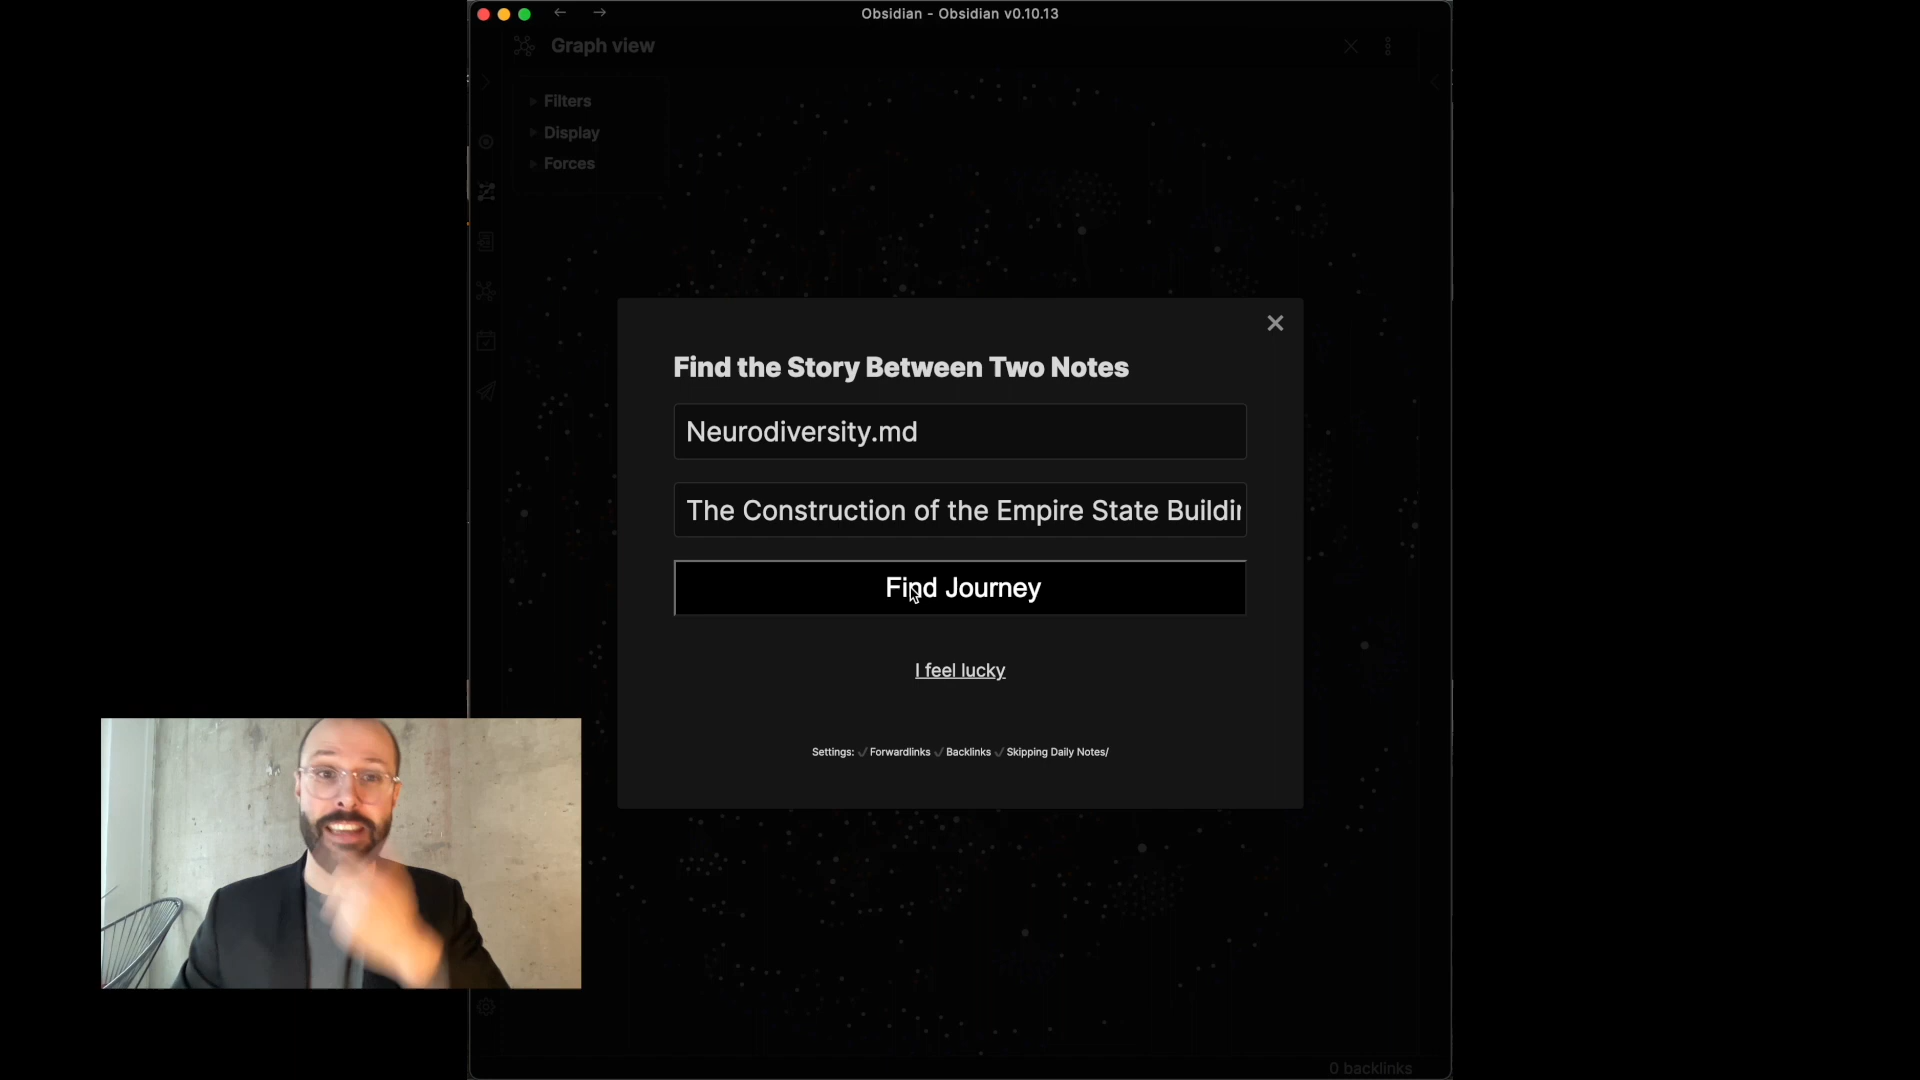 Obsidian - Obsidian v0.10.13
Graph view
Filters
Display
Forces
Find the Story Between Two Notes
Neurodiversity.md
The Construction of the Empire State Buildin
Find Journey
I feel lucky
Settings: ✓ Forwardlinks ✓ Backlinks ✓ Skipping Daily Notes/
0 backlinks